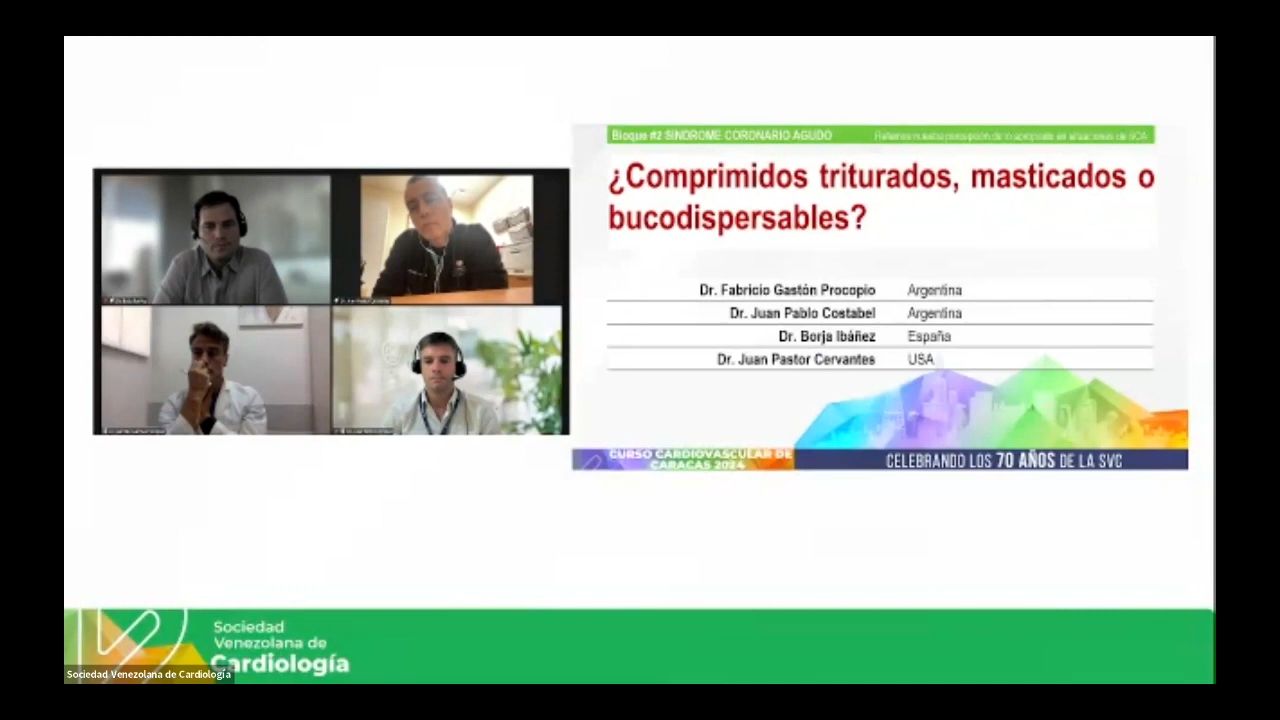 Bloque #2 SINDROME CORONARIO AGUDO
¿Comprimidos triturados, masticados o
bucodispersables?
Dr. Fabricio Gastón Procopio Argentina
Dr. Juan Pablo Costabel Argentina
Dr. Borja Ibáñez España
Dr. Juan Pastor Cervantes USA
CURSO CARDIOVASCULAR DE
CARACAS 2024
CELEBRANDO LOS 70 AÑOS DE LA SVC
Sociedad
Venezolana de
Cardiología
Sociedad Venezolana de Cardiología